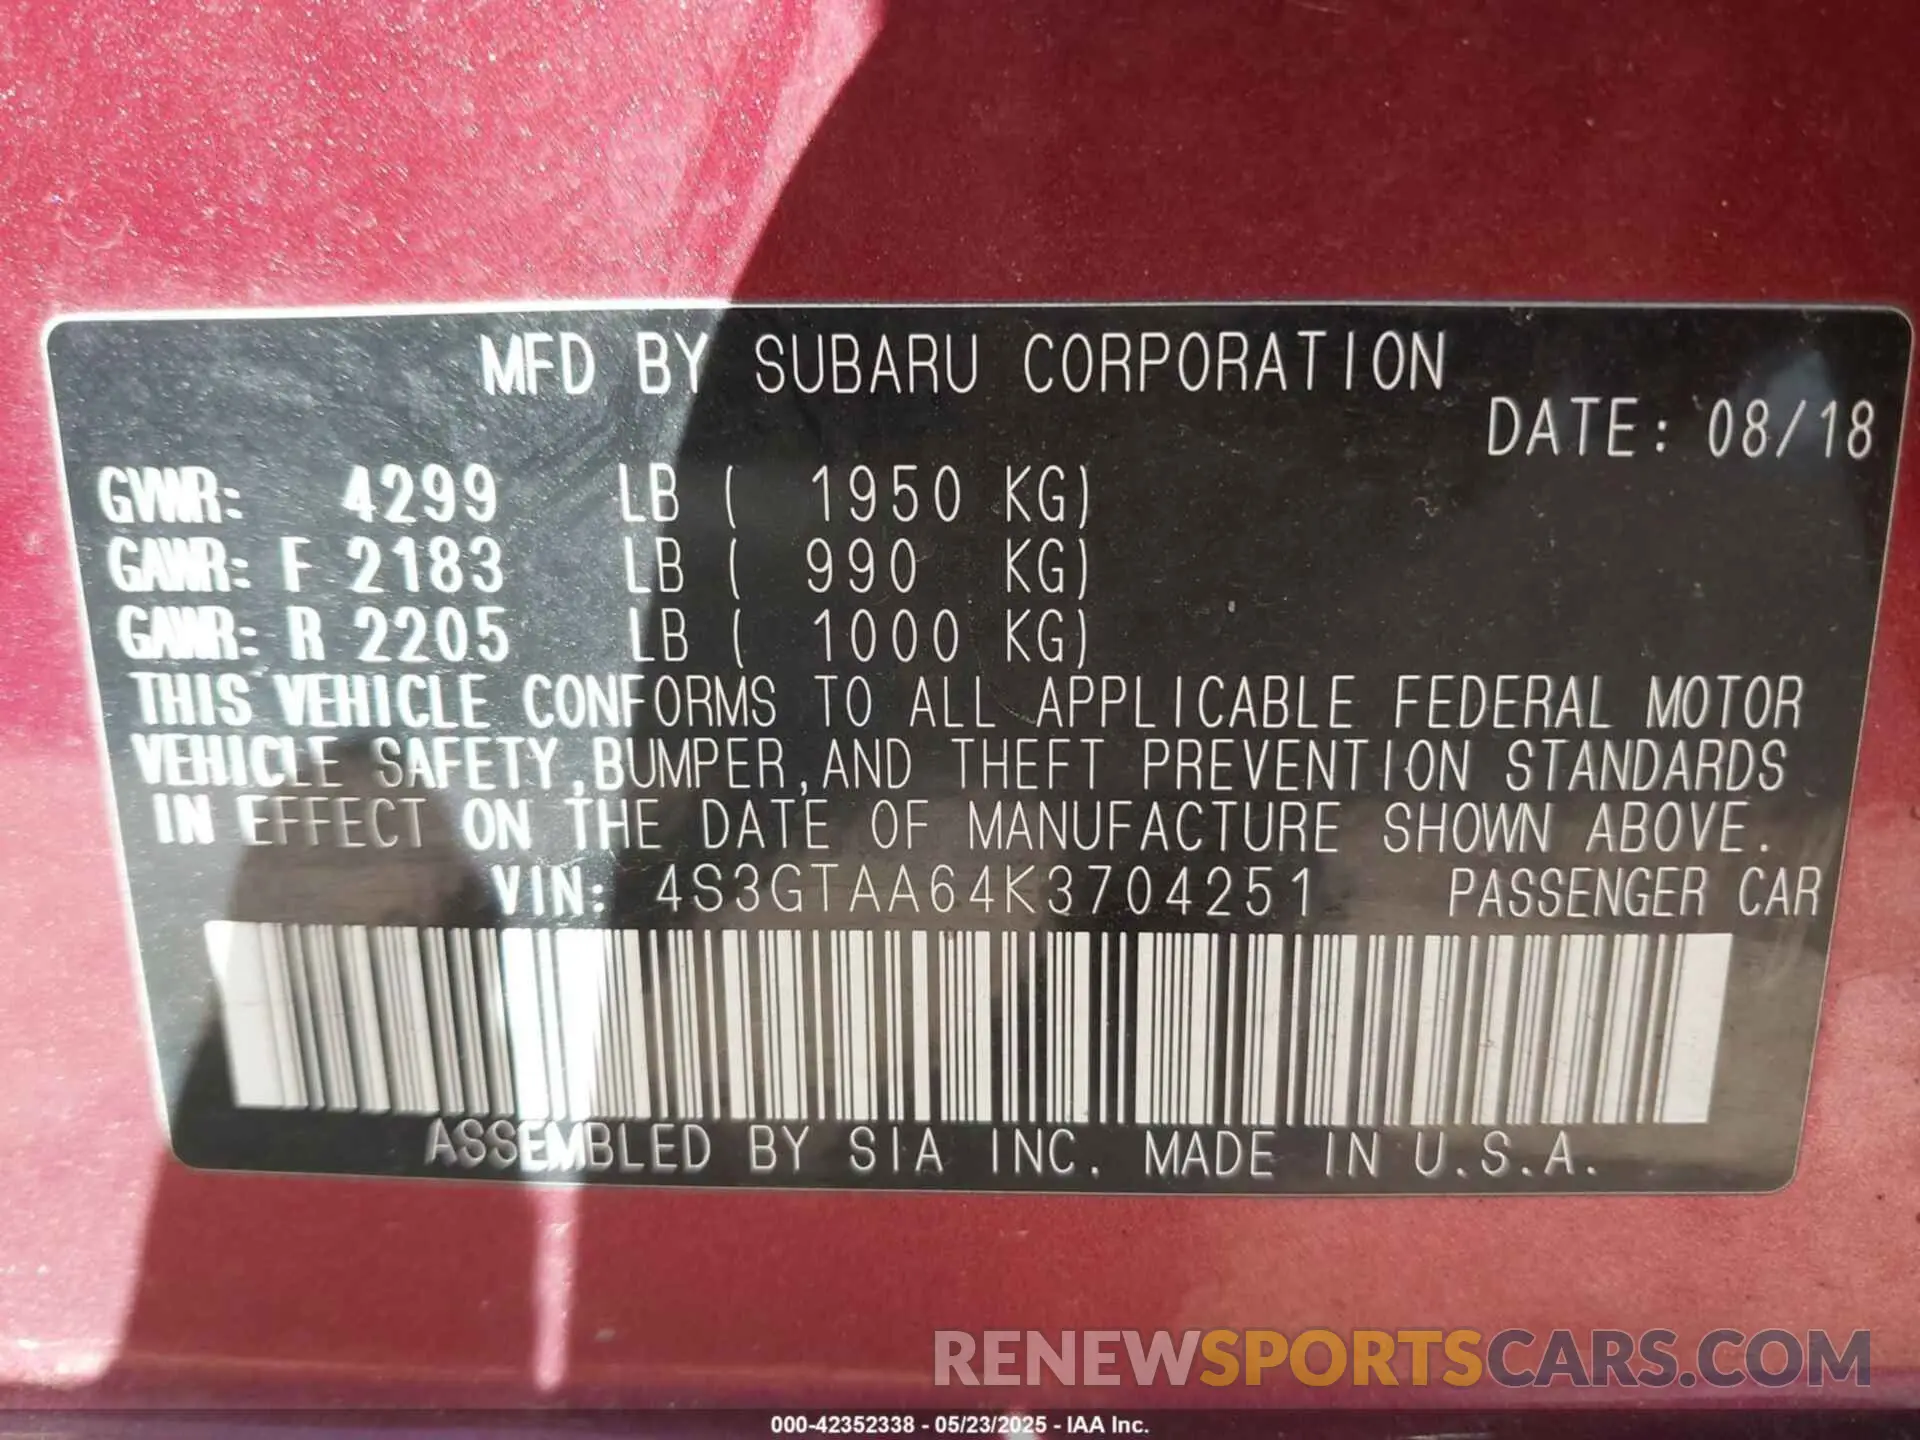 MFD BY SUBARU CORPORATION
DATE: 08/18
GVWR: 4299 LB ( 1950 KG)
GAWR: F 2183 LB ( 990 KG)
GAWR: R 2205 LB ( 1000 KG)
THIS VEHICLE CONFORMS TO ALL APPLICABLE FEDERAL MOTOR
VEHICLE SAFETY,BUMPER,AND THEFT PREVENTION STANDARDS
IN EFFECT ON THE DATE OF MANUFACTURE SHOWN ABOVE.
VIN: 4S3GTAA64K3704251 PASSENGER CAR
ASSEMBLED BY SIA INC. MADE IN U.S.A.
RENEWSPORTSCARS.COM
000-42352338 - 05/23/2025 - IAA Inc.